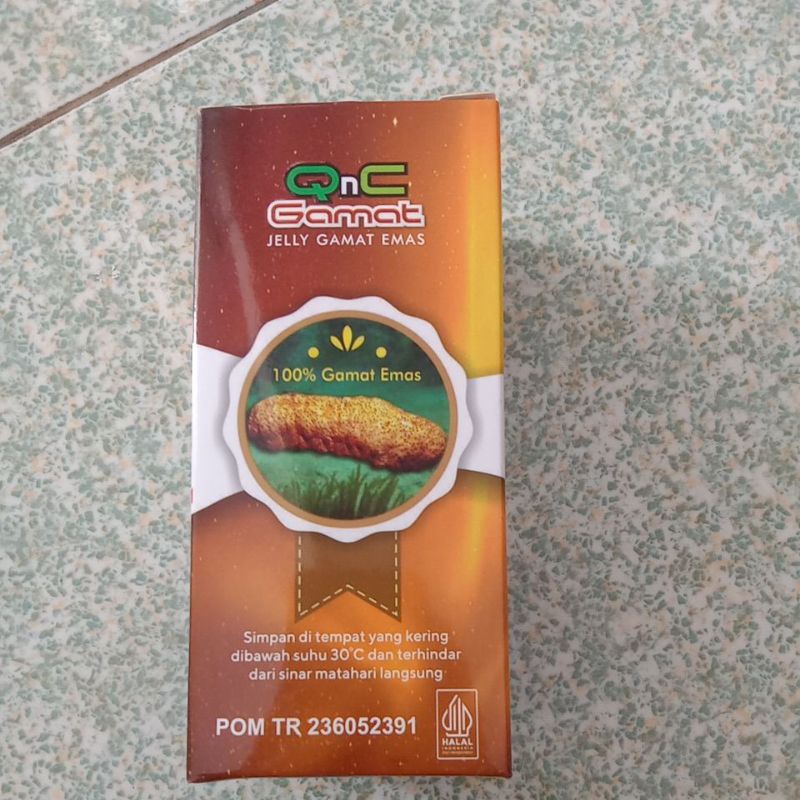 QnC
Gamat
JELLY GAMAT EMAS
100% Gamat Emas
Simpan di tempat yang kering
dibawah suhu 30°C dan terhindar
dari sinar matahari langsung
POM TR 236052391
HALAL
INDONESIA